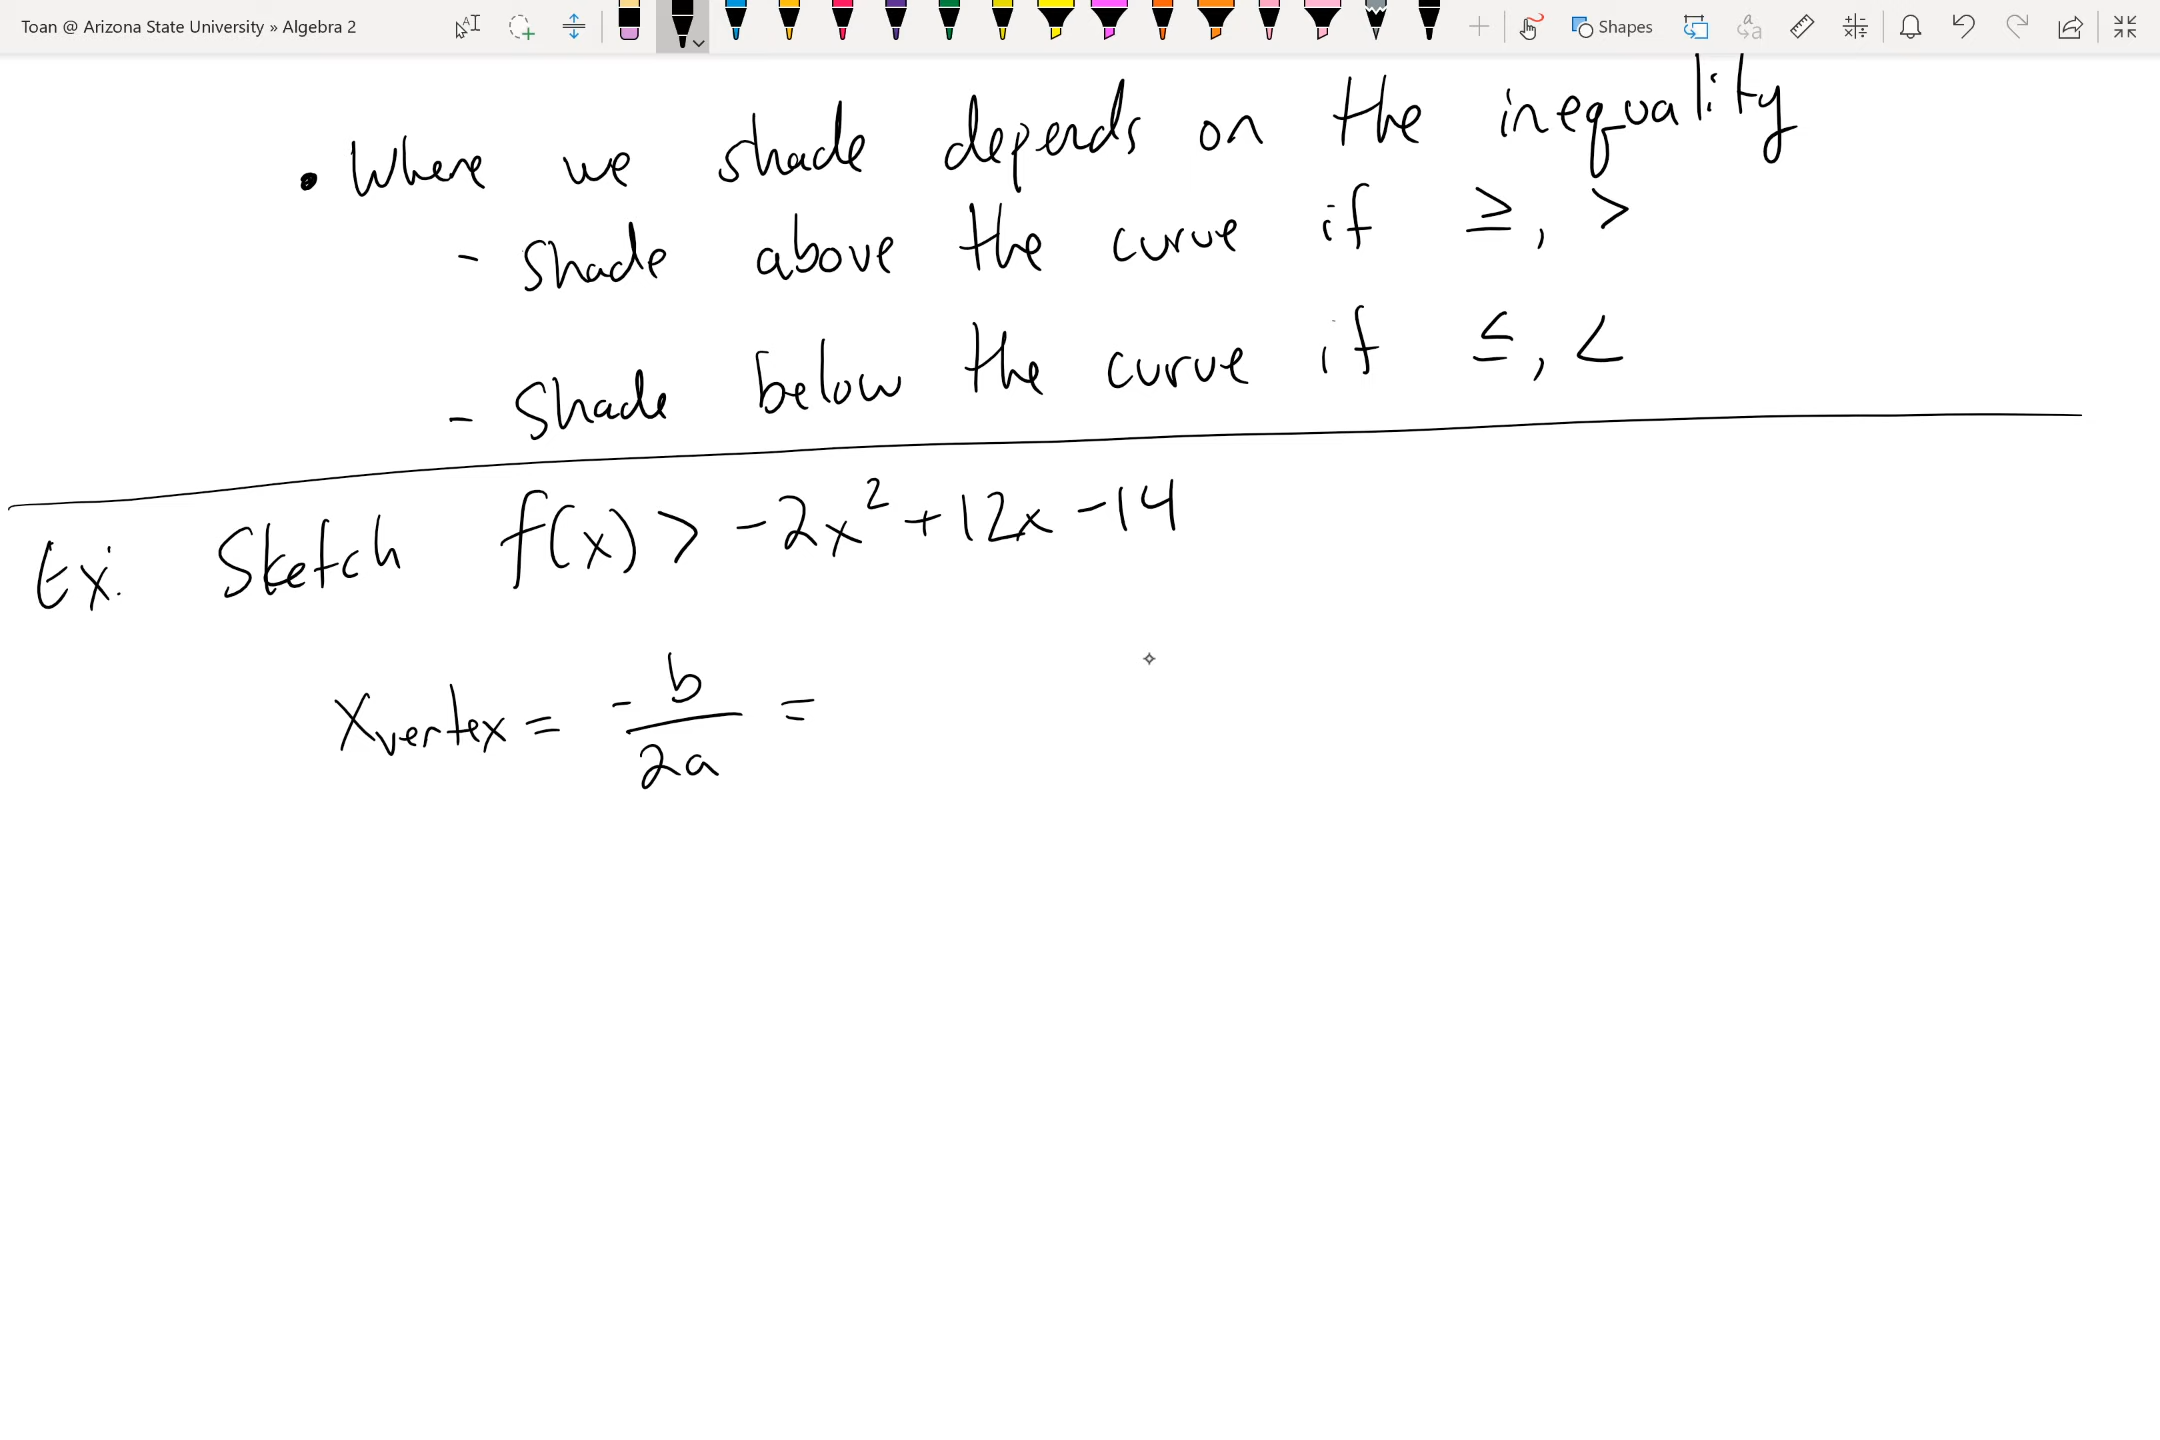 Toan @ Arizona State University » Algebra 2
Shapes
• Where we shade depends on the inequality
- shade above the curve if ≥, >
- shade below the curve if ≤, <
Ex: Sketch f(x) > -2x² + 12x - 14
Xvertex = -b/2a =